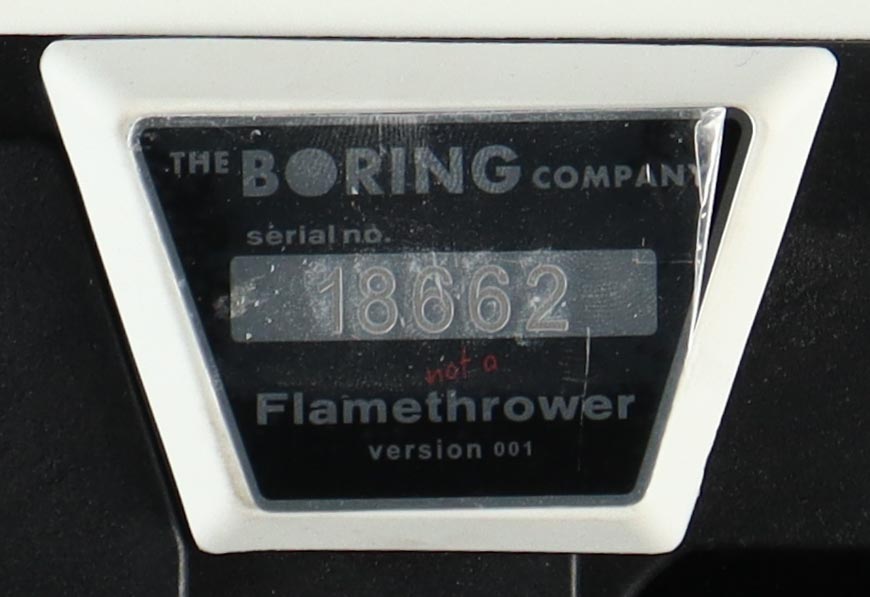 THE BORING COMPANY
serial no.
18662
not a
Flamethrower
version 001